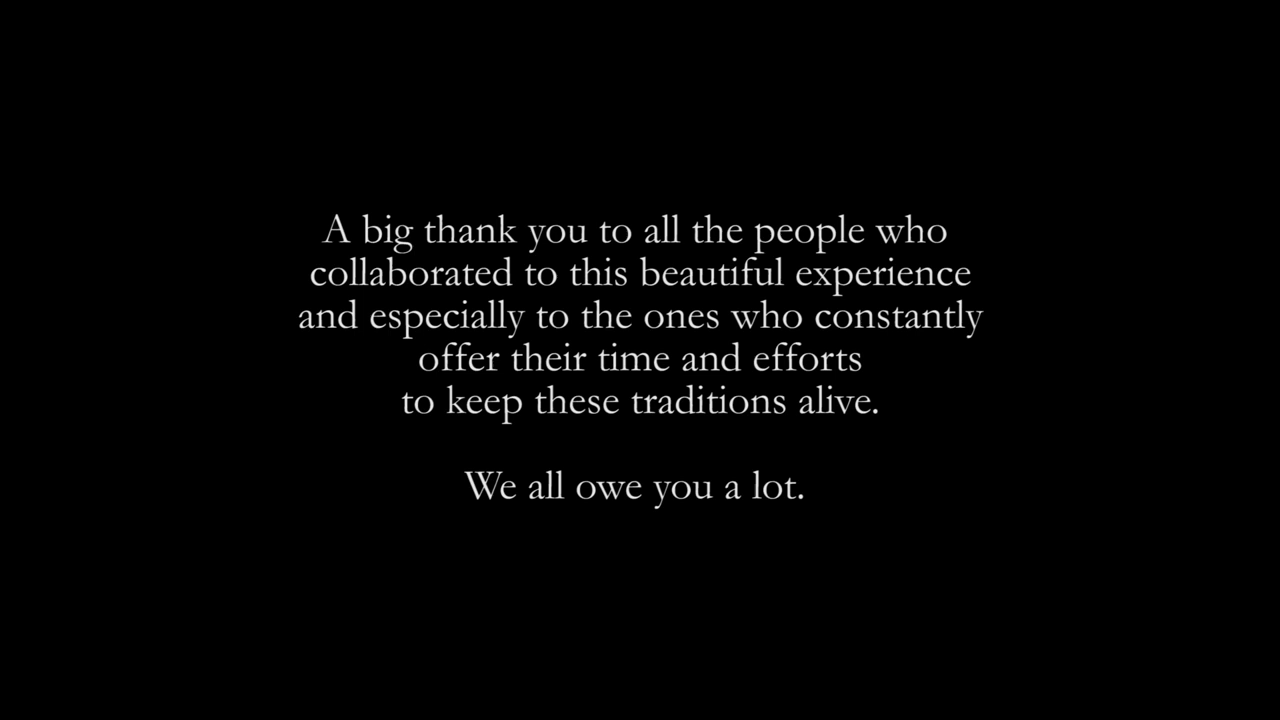 A big thank you to all the people who
collaborated to this beautiful experience
and especially to the ones who constantly
offer their time and efforts
to keep these traditions alive.
We all owe you a lot.